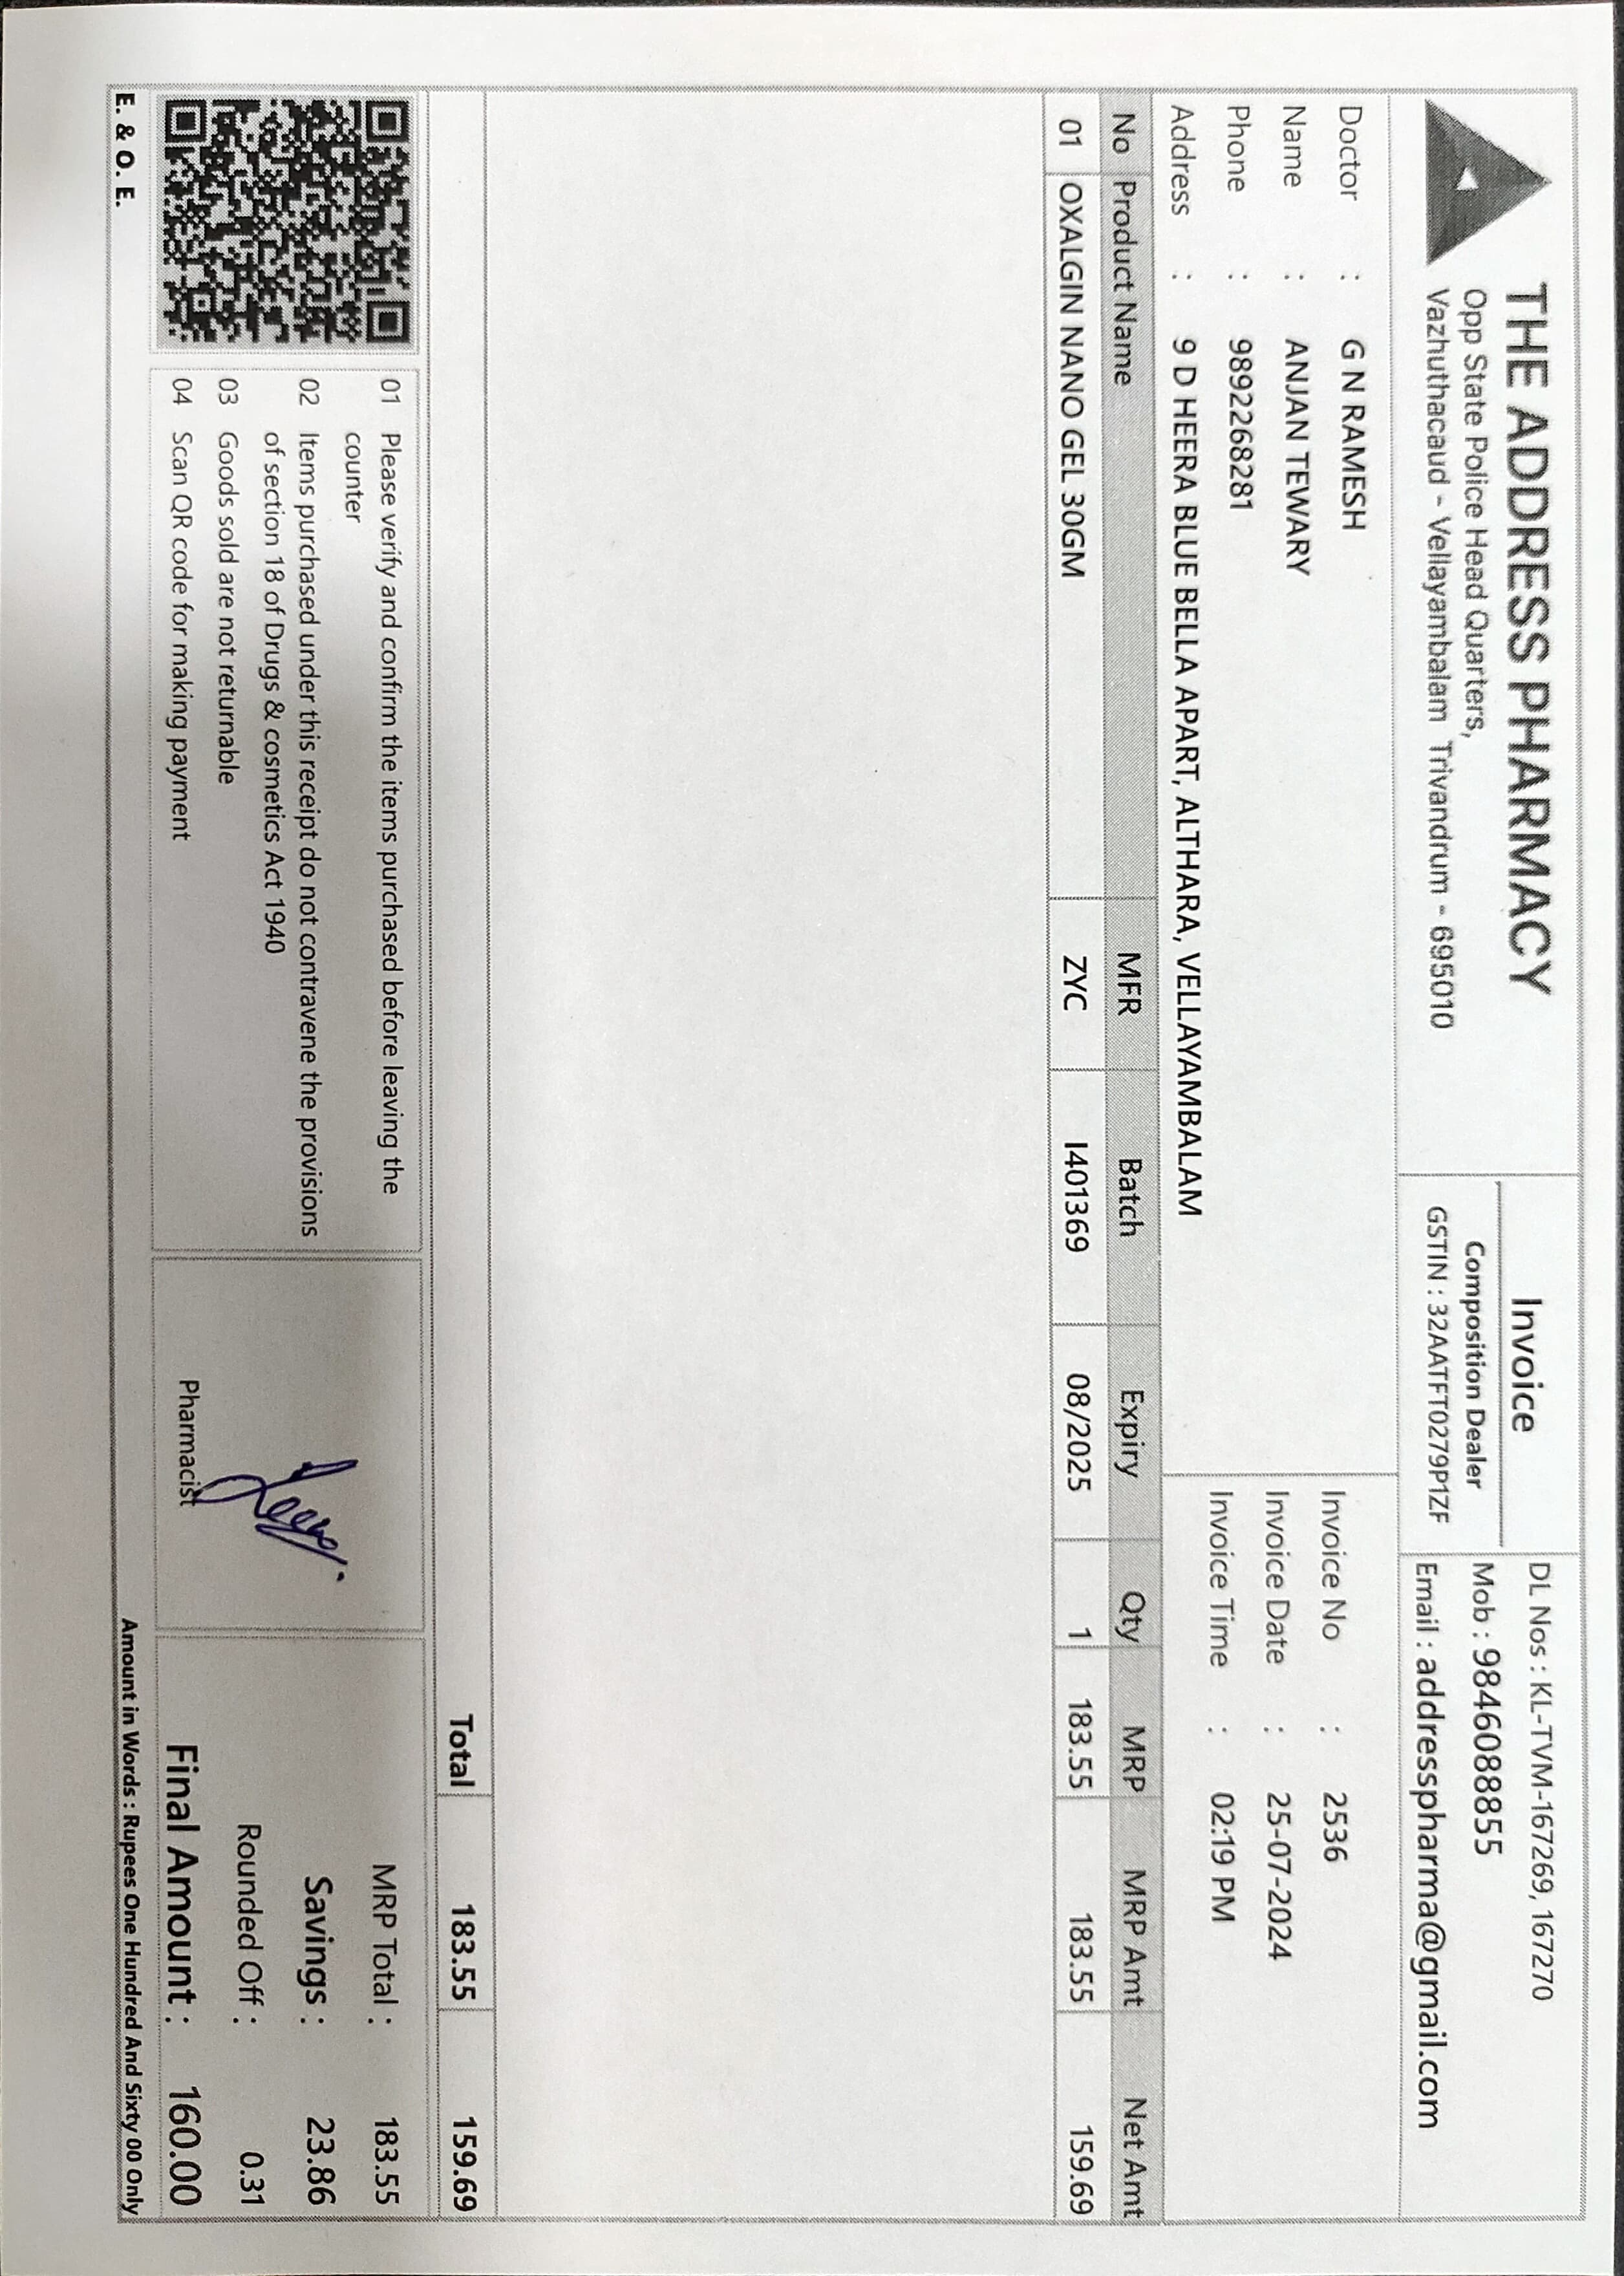 THE ADDRESS PHARMACY
Opp State Police Head Quarters,
Vazhuthacaud - Vellayambalam Trivandrum - 695010
Invoice
Composition Dealer
GSTIN : 32AATFT0279P1ZF
DL Nos : KL-TVM-167269, 167270
Mob : 9846088855
Email : addresspharma@gmail.com
Doctor : G N RAMESH
Name : ANJAN TEWARY
Phone : 9892268281
Address : 9 D HEERA BLUE BELLA APART, ALTHARA, VELLAYAMBALAM
Invoice No : 2536
Invoice Date : 25-07-2024
Invoice Time : 02:19 PM
No Product Name MFR Batch Expiry Qty MRP MRP Amt Net Amt
01 OXALGIN NANO GEL 30GM ZYC I401369 08/2025 1 183.55 183.55 159.69
Total 183.55 159.69
01 Please verify and confirm the items purchased before leaving the
counter
02 Items purchased under this receipt do not contravene the provisions
of section 18 of Drugs & cosmetics Act 1940
03 Goods sold are not returnable
04 Scan QR code for making payment
Pharmacist
MRP Total : 183.55
Savings : 23.86
Rounded Off : 0.31
Final Amount : 160.00
E. & O. E.
Amount in Words : Rupees One Hundred And Sixty 00 Only